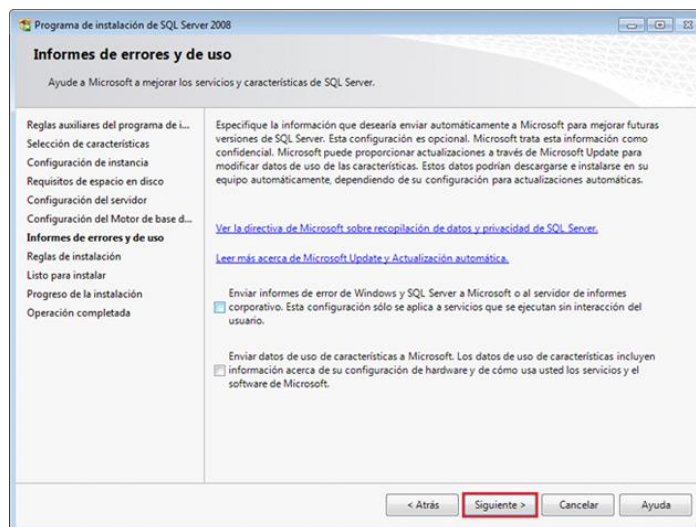 Programa de instalación de SQL Server 2008
Informes de errores y de uso
Ayude a Microsoft a mejorar los servicios y características de SQL Server.
Reglas auxiliares del programa de i...
Selección de características
Configuración de instancia
Requisitos de espacio en disco
Configuración del servidor
Configuración del Motor de base d...
Informes de errores y de uso
Reglas de instalación
Listo para instalar
Progreso de la instalación
Operación completada
Especifique la información que desearía enviar automáticamente a Microsoft para mejorar futuras
versiones de SQL Server. Esta configuración es opcional. Microsoft trata esta información como
confidencial. Microsoft puede proporcionar actualizaciones a través de Microsoft Update para
modificar datos de uso de las características. Estos datos podrían descargarse e instalarse en su
equipo automáticamente, dependiendo de su configuración para actualizaciones automáticas.
Ver la directiva de Microsoft sobre recopilación de datos y privacidad de SQL Server.
Leer más acerca de Microsoft Update y Actualización automática.
Enviar informes de error de Windows y SQL Server a Microsoft o al servidor de informes
corporativo. Esta configuración sólo se aplica a servicios que se ejecutan sin interacción del
usuario.
Enviar datos de uso de características a Microsoft. Los datos de uso de características incluyen
información acerca de su configuración de hardware y de cómo usa usted los servicios y el
software de Microsoft.
< Atrás
Siguiente >
Cancelar
Ayuda